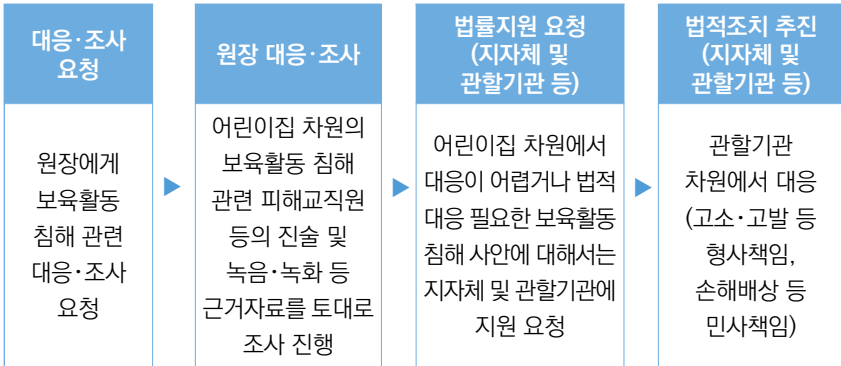 대응·조사
요청
원장에게
보육활동
침해 관련
대응·조사
요청
원장 대응·조사
어린이집 차원의
보육활동 침해
관련 피해교직원
등의 진술 및
녹음·녹화 등
근거자료를 토대로
조사 진행
법률지원 요청
(지자체 및
관할기관 등)
어린이집 차원에서
대응이 어렵거나 법적
대응 필요한 보육활동
침해 사안에 대해서는
지자체 및 관할기관에
지원 요청
법적조치 추진
(지자체 및
관할기관 등)
관할기관
차원에서 대응
(고소·고발 등
형사책임,
손해배상 등
민사책임)